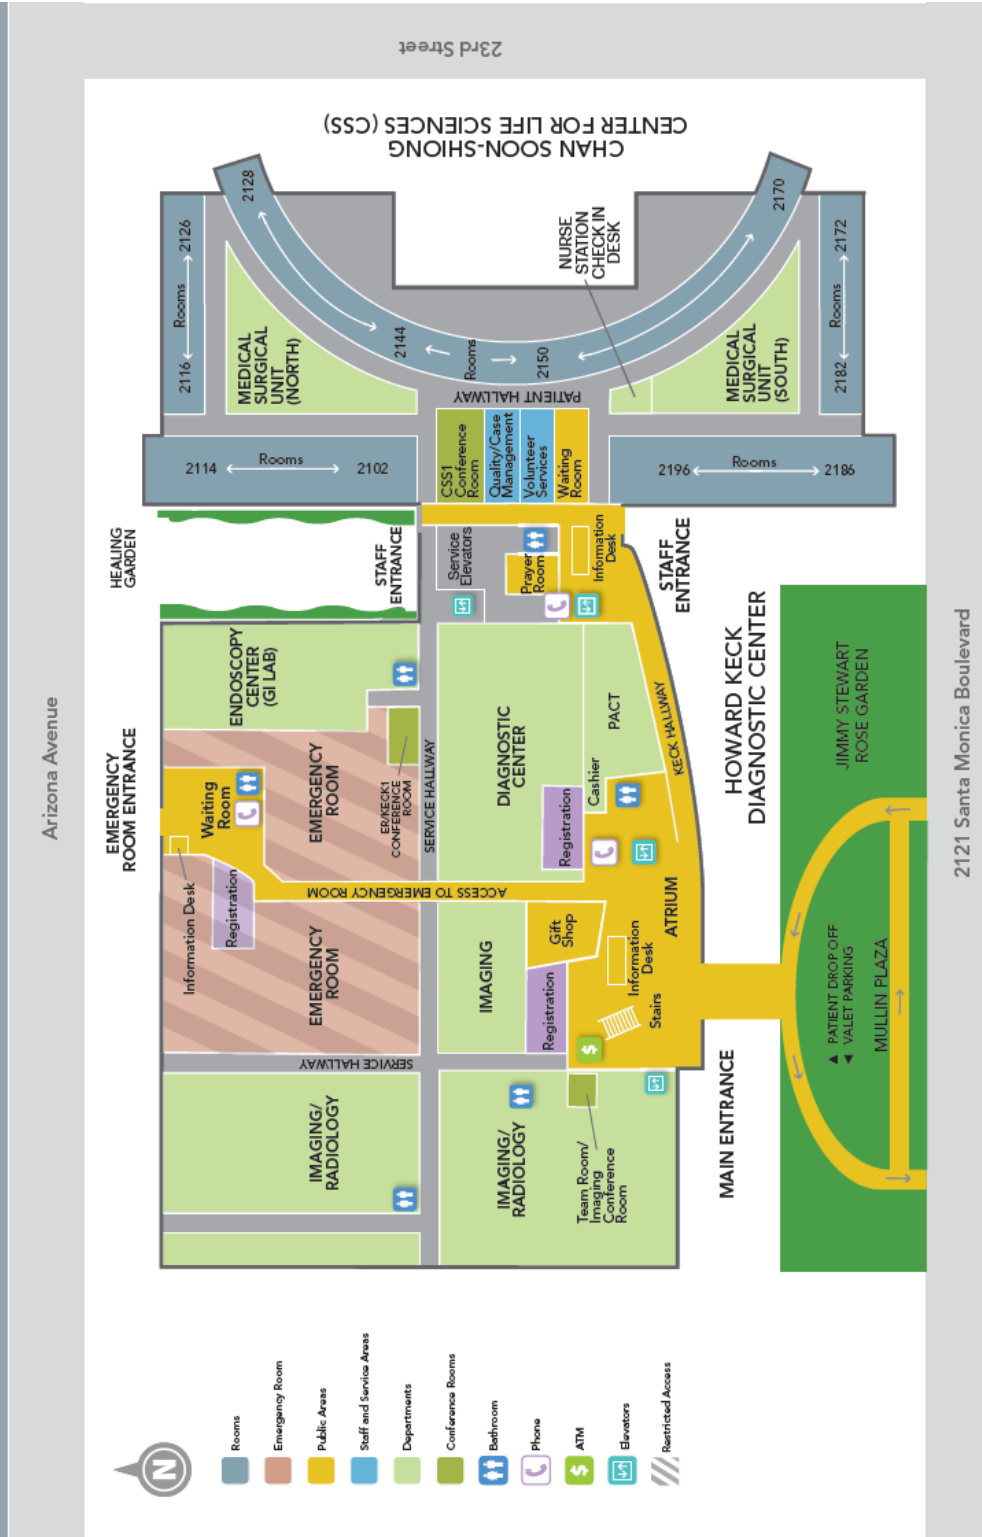 23rd Street
Arizona Avenue
2121 Santa Monica Boulevard
CHAN SOON-SHIONG
CENTER FOR LIFE SCIENCES (CSS)
2128
2170
2126
Rooms
2116
2172
Rooms
2182
MEDICAL
SURGICAL
UNIT
(NORTH)
2144
Rooms
2150
NURSE
STATION
CHECK IN
DESK
MEDICAL
SURGICAL
UNIT
(SOUTH)
PATIENT HALLWAY
2114
Rooms
2102
CSS1
Conference
Room
Quality/Case
Management
Volunteer
Services
Waiting
Room
2196
Rooms
2186
HEALING
GARDEN
STAFF
ENTRANCE
Service
Elevators
Prayer
Room
Information
Desk
STAFF
ENTRANCE
ENDOSCOPY
CENTER
(GI LAB)
EMERGENCY
ROOM ENTRANCE
Waiting
Room
EMERGENCY
ROOM
ER/KECK1
CONFERENCE
ROOM
SERVICE HALLWAY
DIAGNOSTIC
CENTER
PACT
KECK HALLWAY
HOWARD KECK
DIAGNOSTIC CENTER
JIMMY STEWART
ROSE GARDEN
Cashier
Registration
ACCESS TO EMERGENCY ROOM
Information Desk
Registration
EMERGENCY
ROOM
IMAGING
Gift
Shop
ATRIUM
Information
Desk
Registration
Stairs
$
SERVICE HALLWAY
PATIENT DROP OFF
VALET PARKING
MULLIN PLAZA
MAIN ENTRANCE
IMAGING/
RADIOLOGY
IMAGING/
RADIOLOGY
Team Room/
Imaging
Conference
Room
N
Rooms
Emergency Room
Public Areas
Staff and Service Areas
Departments
Conference Rooms
Bathroom
Phone
$
ATM
Elevators
Restricted Access